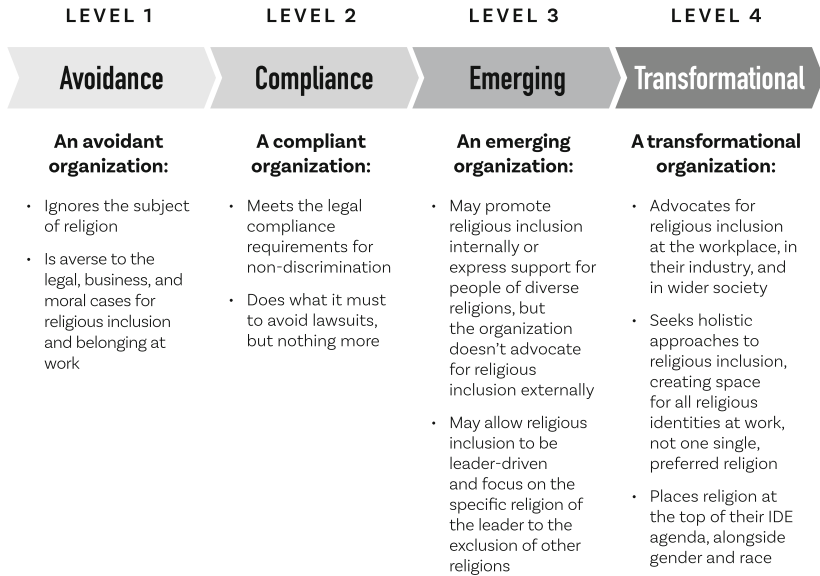 LEVEL 1
LEVEL 2
LEVEL 3
LEVEL 4
Avoidance
Compliance
Emerging
Transformational
An avoidant
organization:
• Ignores the subject
of religion
• Is averse to the
legal, business, and
moral cases for
religious inclusion
and belonging at
work
A compliant
organization:
• Meets the legal
compliance
requirements for
non-discrimination
• Does what it must
to avoid lawsuits,
but nothing more
An emerging
organization:
• May promote
religious inclusion
internally or
express support for
people of diverse
religions, but
the organization
doesn't advocate
for religious
inclusion externally
• May allow religious
inclusion to be
leader-driven
and focus on the
specific religion of
the leader to the
exclusion of other
religions
A transformational
organization:
• Advocates for
religious inclusion
at the workplace, in
their industry, and
in wider society
• Seeks holistic
approaches to
religious inclusion,
creating space
for all religious
identities at work,
not one single,
preferred religion
• Places religion at
the top of their IDE
agenda, alongside
gender and race